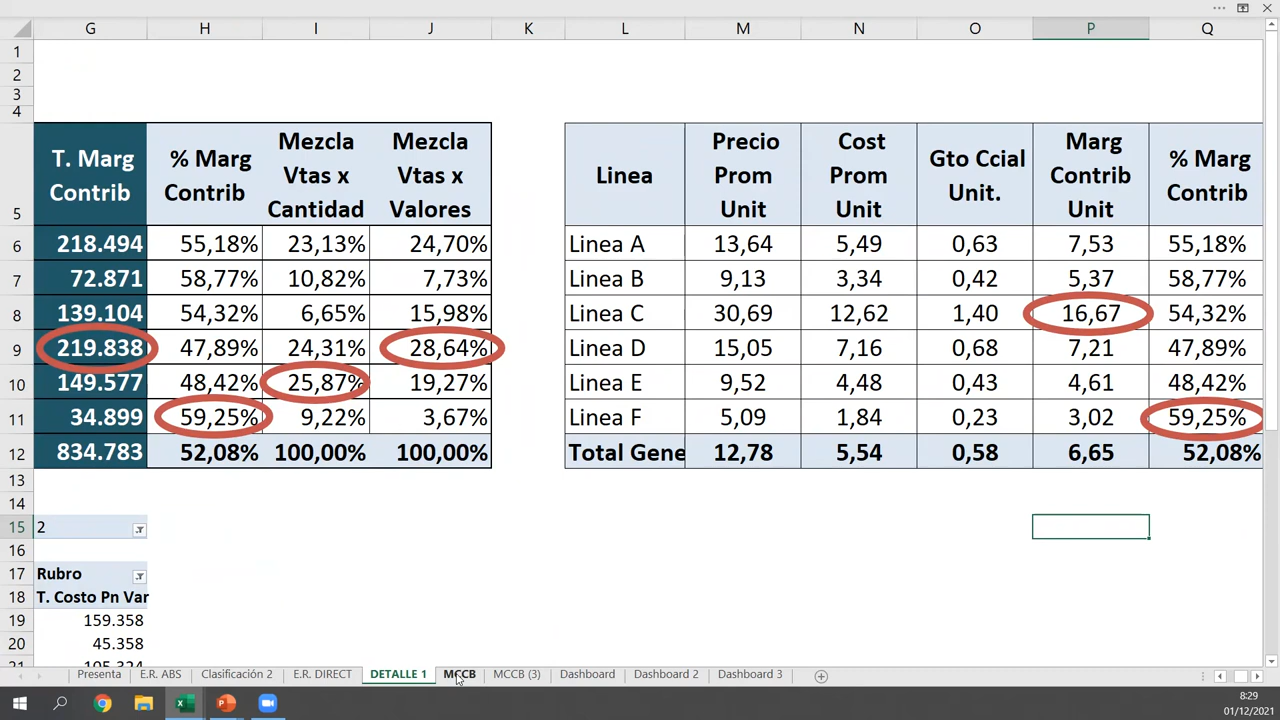 G H I J K L M N O P Q
1
2
3
4
5 T. Marg Contrib % Marg Contrib Mezcla Vtas x Cantidad Mezcla Vtas x Valores Linea Precio Prom Unit Cost Prom Unit Gto Ccial Unit. Marg Contrib Unit % Marg Contrib
6 218.494 55,18% 23,13% 24,70% Linea A 13,64 5,49 0,63 7,53 55,18%
7 72.871 58,77% 10,82% 7,73% Linea B 9,13 3,34 0,42 5,37 58,77%
8 139.104 54,32% 6,65% 15,98% Linea C 30,69 12,62 1,40 16,67 54,32%
9 219.838 47,89% 24,31% 28,64% Linea D 15,05 7,16 0,68 7,21 47,89%
10 149.577 48,42% 25,87% 19,27% Linea E 9,52 4,48 0,43 4,61 48,42%
11 34.899 59,25% 9,22% 3,67% Linea F 5,09 1,84 0,23 3,02 59,25%
12 834.783 52,08% 100,00% 100,00% Total Gene 12,78 5,54 0,58 6,65 52,08%
13
14
15 2
16
17 Rubro
18 T. Costo Pn Var
19 159.358
20 45.358
Presenta E.R. ABS Clasificación 2 E.R. DIRECT DETALLE 1 MCCB MCCB (3) Dashboard Dashboard 2 Dashboard 3
8:29
01/12/2021